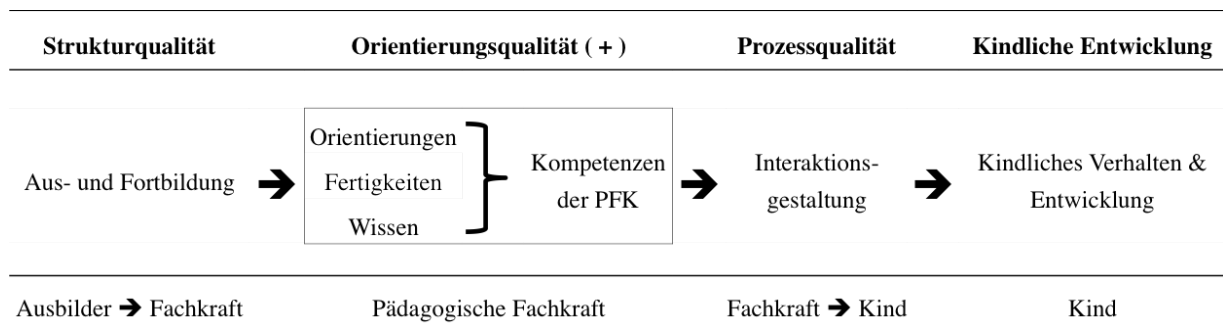 Strukturqualität Orientierungsqualität ( + ) Prozessqualität Kindliche Entwicklung
Orientierungen
Aus- und Fortbildung ➔ Fertigkeiten Kompetenzen der PFK ➔ Interaktions- gestaltung ➔ Kindliches Verhalten & Entwicklung
Wissen
Ausbilder ➔ Fachkraft Pädagogische Fachkraft Fachkraft ➔ Kind Kind